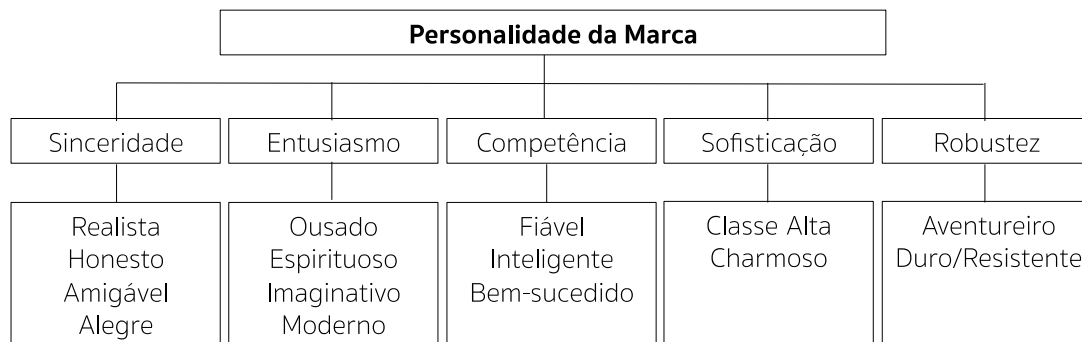 Personalidade da Marca
Sinceridade
Entusiasmo
Competência
Sofisticação
Robustez
Realista
Honesto
Amigável
Alegre
Ousado
Espirituoso
Imaginativo
Moderno
Fiável
Inteligente
Bem-sucedido
Classe Alta
Charmoso
Aventureiro
Duro/Resistente